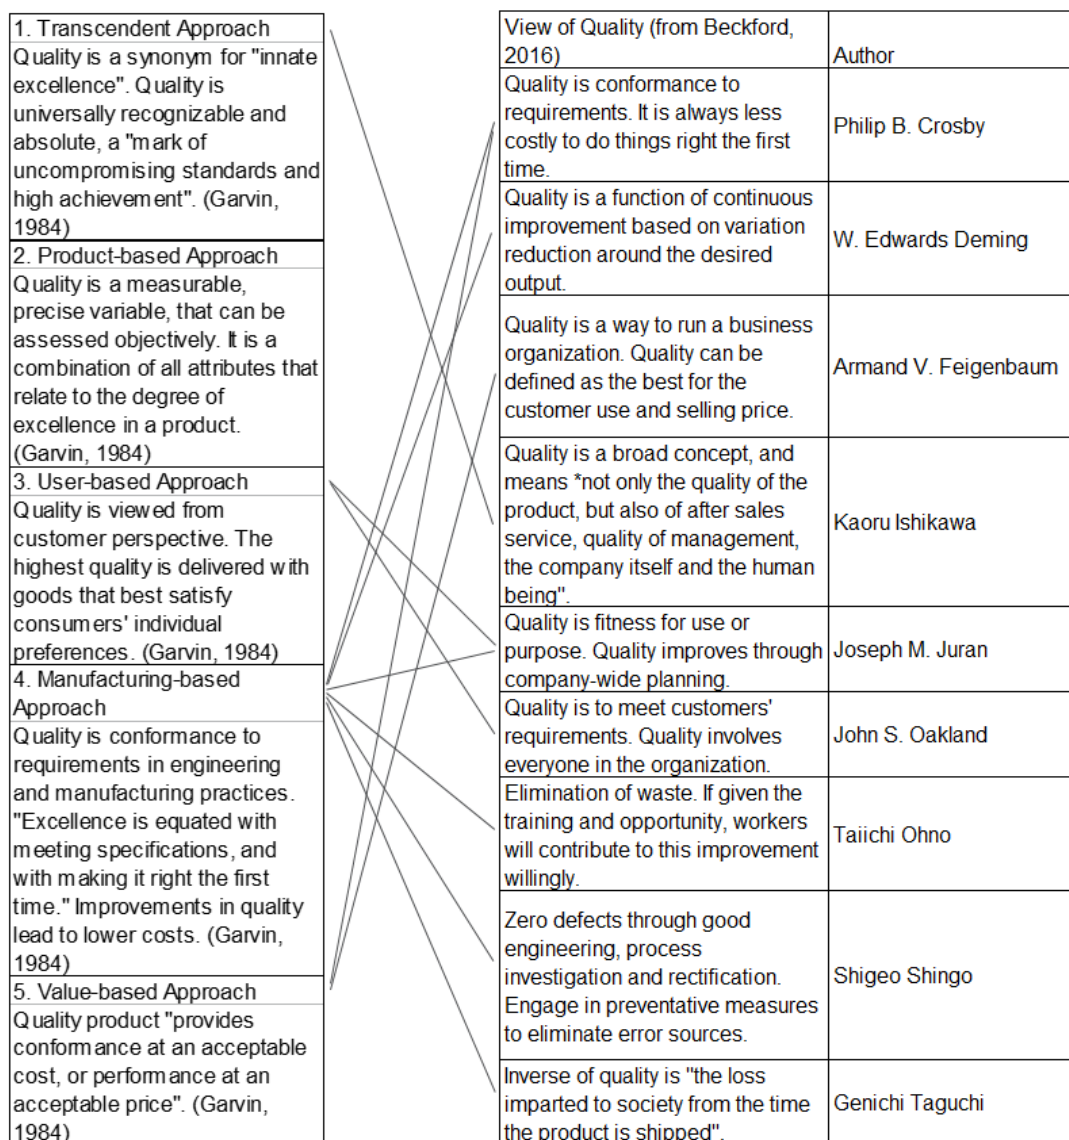 1. Transcendent Approach
Quality is a synonym for "innate
excellence". Quality is
universally recognizable and
absolute, a "mark of
uncompromising standards and
high achievement". (Garvin,
1984)
2. Product-based Approach
Quality is a measurable,
precise variable, that can be
assessed objectively. It is a
combination of all attributes that
relate to the degree of
excellence in a product.
(Garvin, 1984)
3. User-based Approach
Quality is viewed from
customer perspective. The
highest quality is delivered with
goods that best satisfy
consumers' individual
preferences. (Garvin, 1984)
4. Manufacturing-based
Approach
Quality is conformance to
requirements in engineering
and manufacturing practices.
"Excellence is equated with
meeting specifications, and
with making it right the first
time." Improvements in quality
lead to lower costs. (Garvin,
1984)
5. Value-based Approach
Quality product "provides
conformance at an acceptable
cost, or performance at an
acceptable price". (Garvin,
1984)
View of Quality (from Beckford,
2016)
Author
Quality is conformance to
requirements. It is always less
costly to do things right the first
time.
Philip B. Crosby
Quality is a function of continuous
improvement based on variation
reduction around the desired
output.
W. Edwards Deming
Quality is a way to run a business
organization. Quality can be
defined as the best for the
customer use and selling price.
Armand V. Feigenbaum
Quality is a broad concept, and
means *not only the quality of the
product, but also of after sales
service, quality of management,
the company itself and the human
being".
Kaoru Ishikawa
Quality is fitness for use or
purpose. Quality improves through
company-wide planning.
Joseph M. Juran
Quality is to meet customers'
requirements. Quality involves
everyone in the organization.
John S. Oakland
Elimination of waste. If given the
training and opportunity, workers
will contribute to this improvement
willingly.
Taiichi Ohno
Zero defects through good
engineering, process
investigation and rectification.
Engage in preventative measures
to eliminate error sources.
Shigeo Shingo
Inverse of quality is "the loss
imparted to society from the time
the product is shipped".
Genichi Taguchi